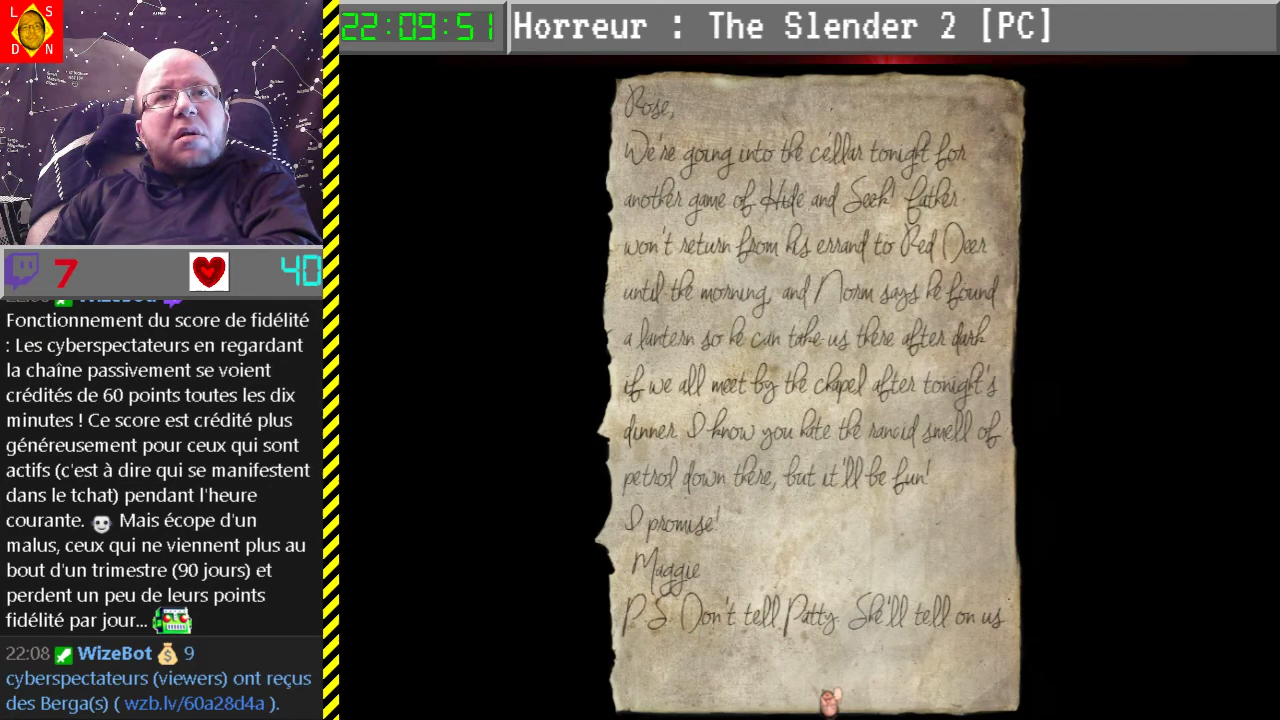 L S
D N
22:09:51
Horreur : The Slender 2 [PC]
7
40
Fonctionnement du score de fidélité
: Les cyberspectateurs en regardant
la chaîne passivement se voient
crédités de 60 points toutes les dix
minutes ! Ce score est crédité plus
généreusement pour ceux qui sont
actifs (c'est à dire qui se manifestent
dans le tchat) pendant l'heure
courante. Mais écope d'un
malus, ceux qui ne viennent plus au
bout d'un trimestre (90 jours) et
perdent un peu de leurs points
fidélité par jour...
22:08 WizeBot 9
cyberspectateurs (viewers) ont reçus
des Berga(s) ( wzb.lv/60a28d4a ).
Rose,
We're going into the cellar tonight for
another game of Hide and Seek! Father
won't return from his errand to Red Deer
until the morning, and Norm says he found
a lantern so he can take us there after dark
if we all meet by the chapel after tonight's
dinner. I know you hate the rancid smell of
petrol down there, but it'll be fun!
I promise!
Maggie
P.S. Don't tell Patty. She'll tell on us